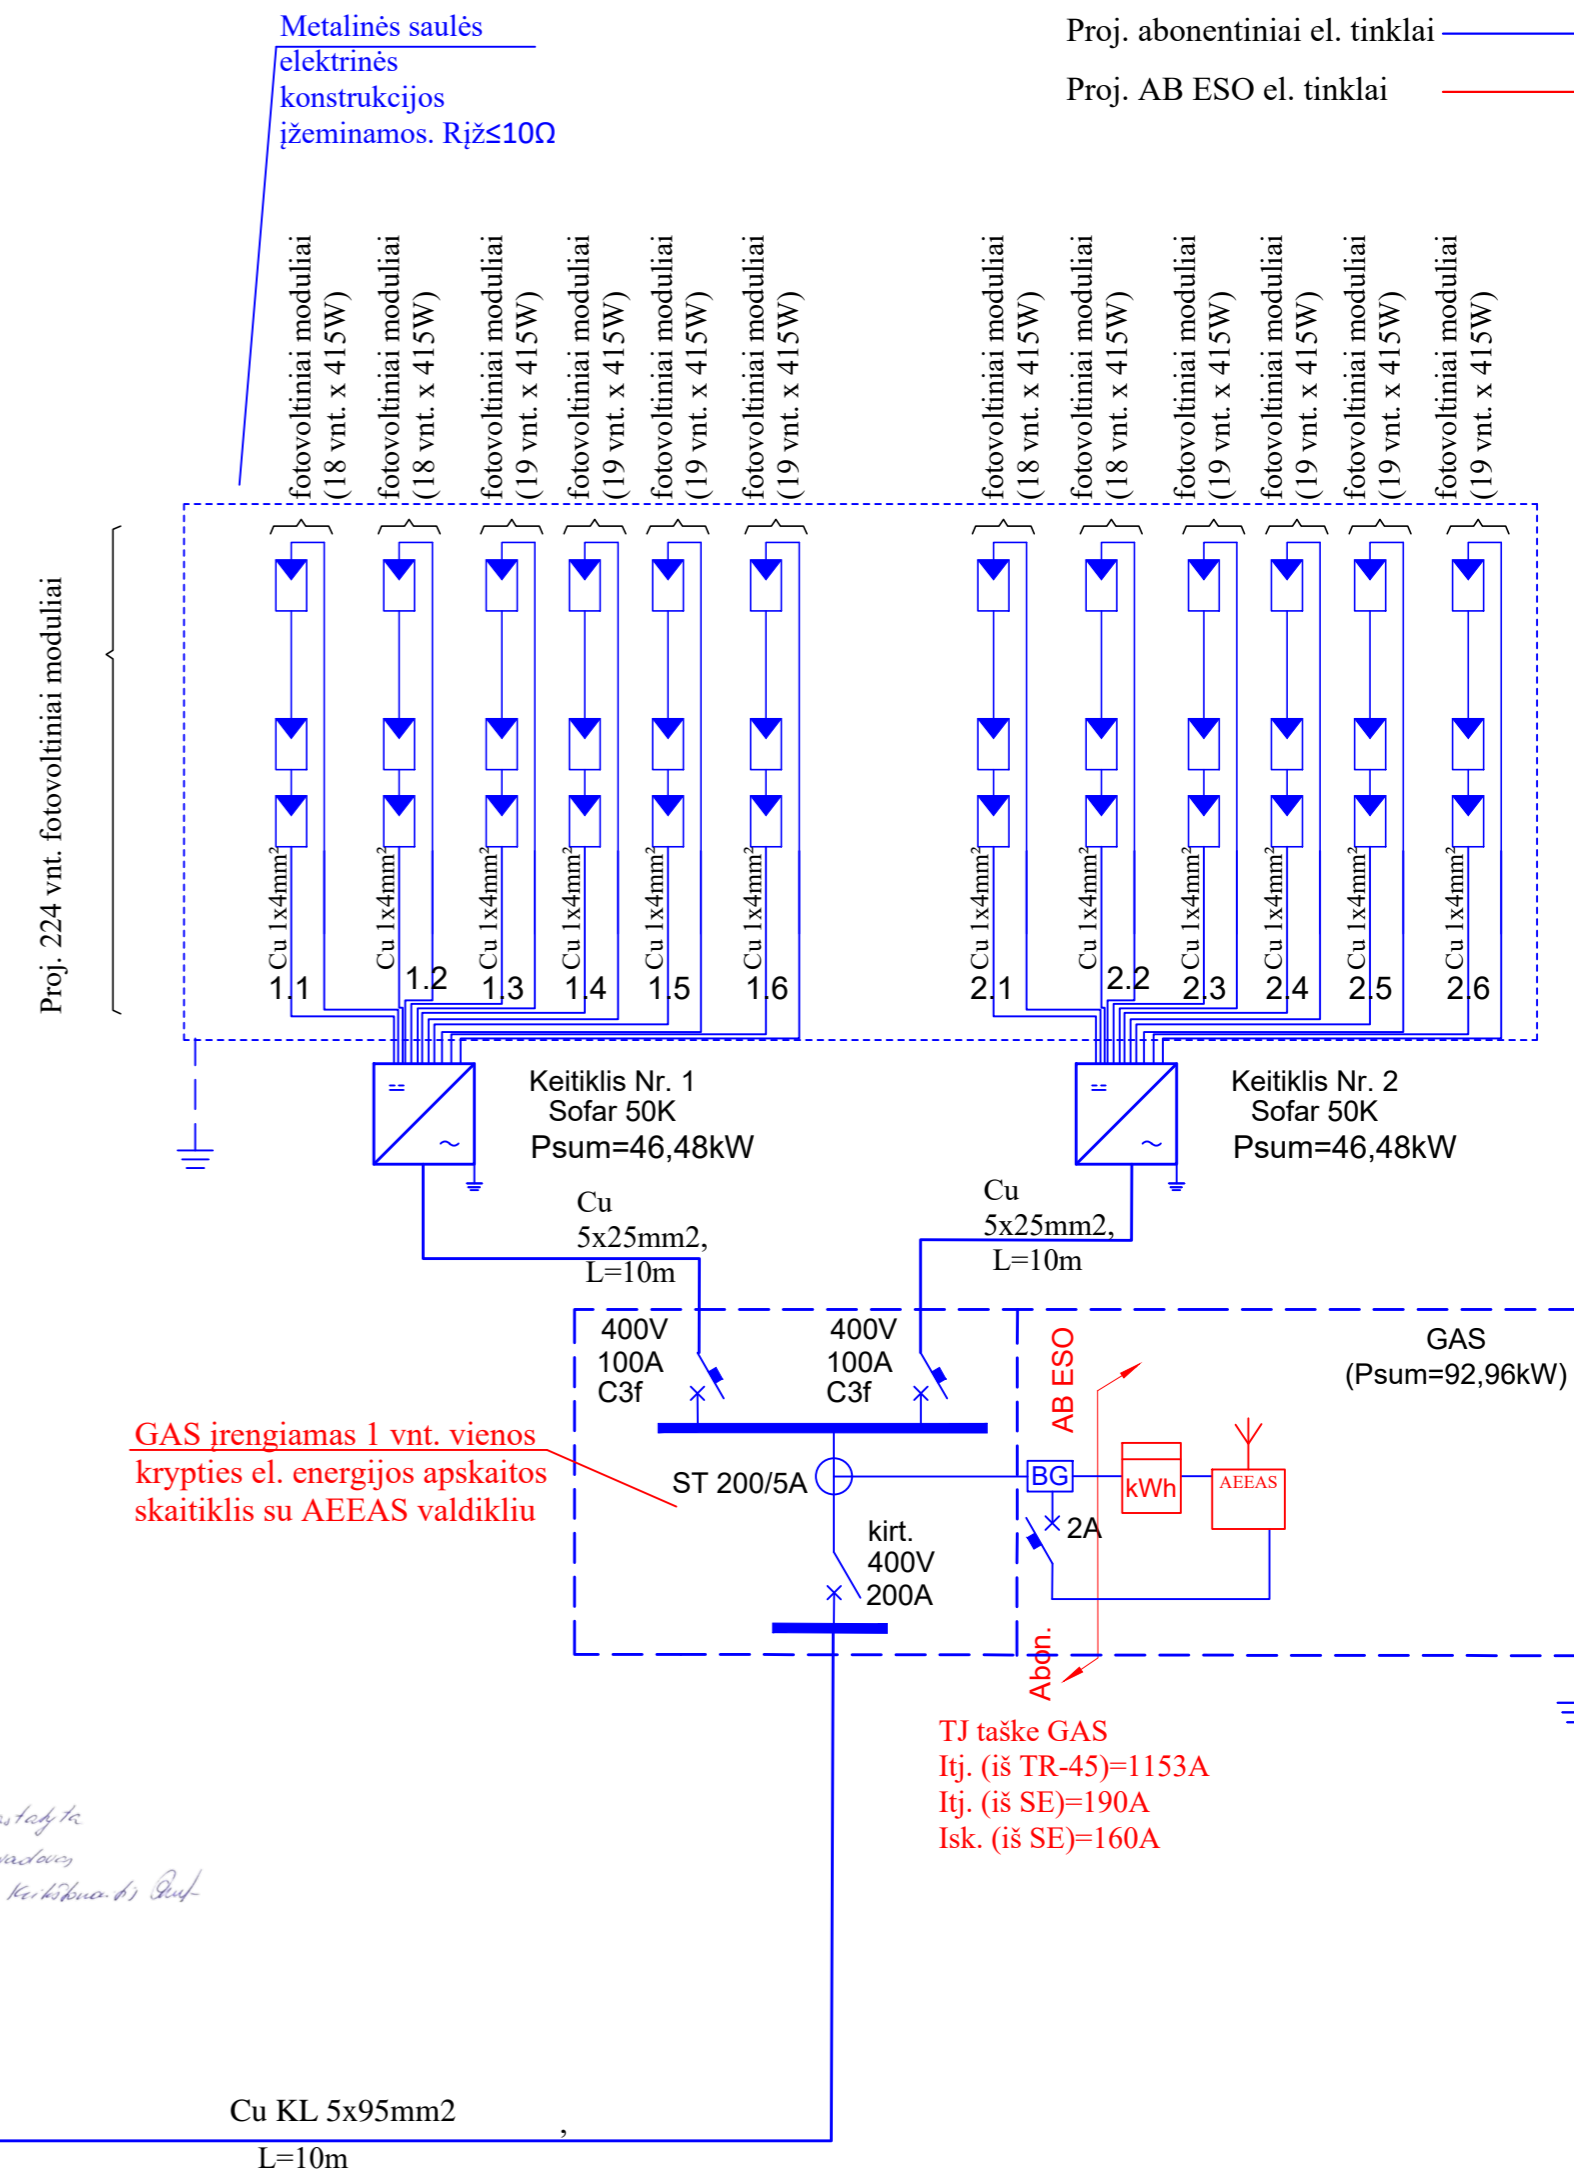 Metalinės saulės
elektrinės
konstrukcijos
įžeminamos. Rįž≤10Ω
Proj. abonentiniai el. tinklai
Proj. AB ESO el. tinklai
fotovoltiniai moduliai
(18 vnt. x 415W)
fotovoltiniai moduliai
(18 vnt. x 415W)
fotovoltiniai moduliai
(19 vnt. x 415W)
fotovoltiniai moduliai
(19 vnt. x 415W)
fotovoltiniai moduliai
(19 vnt. x 415W)
fotovoltiniai moduliai
(19 vnt. x 415W)
fotovoltiniai moduliai
(18 vnt. x 415W)
fotovoltiniai moduliai
(18 vnt. x 415W)
fotovoltiniai moduliai
(19 vnt. x 415W)
fotovoltiniai moduliai
(19 vnt. x 415W)
fotovoltiniai moduliai
(19 vnt. x 415W)
fotovoltiniai moduliai
(19 vnt. x 415W)
Proj. 224 vnt. fotovoltiniai moduliai
Cu 1x4mm²
1.1
Cu 1x4mm²
1.2
Cu 1x4mm²
1.3
Cu 1x4mm²
1.4
Cu 1x4mm²
1.5
Cu 1x4mm²
1.6
Cu 1x4mm²
2.1
Cu 1x4mm²
2.2
Cu 1x4mm²
2.3
Cu 1x4mm²
2.4
Cu 1x4mm²
2.5
Cu 1x4mm²
2.6
Keitiklis Nr. 1
Sofar 50K
Psum=46,48kW
Keitiklis Nr. 2
Sofar 50K
Psum=46,48kW
Cu
5x25mm2,
L=10m
Cu
5x25mm2,
L=10m
400V
100A
C3f
400V
100A
C3f
AB ESO
GAS
(Psum=92,96kW)
GAS įrengiamas 1 vnt. vienos
krypties el. energijos apskaitos
skaitiklis su AEEAS valdikliu
ST 200/5A
BG
kWh
AEEAS
2A
kirt.
400V
200A
Abon.
TJ taške GAS
Itj. (iš TR-45)=1153A
Itj. (iš SE)=190A
Isk. (iš SE)=160A
Cu KL 5x95mm2
,
L=10m